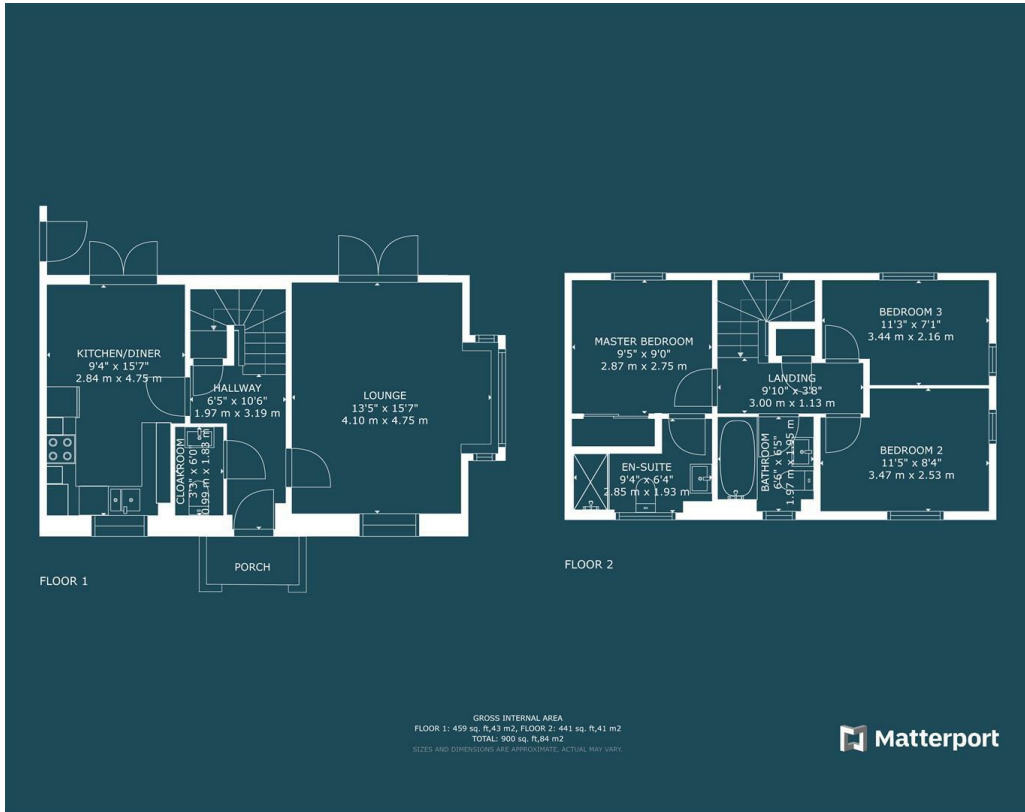 KITCHEN/DINER
9'4" x 15'7"
2.84 m x 4.75 m
HALLWAY
6'5" x 10'6"
1.97 m x 3.19 m
CLOAKROOM
3'3" x 6'0"
0.99 m x 1.83 m
LOUNGE
13'5" x 15'7"
4.10 m x 4.75 m
PORCH
FLOOR 1
MASTER BEDROOM
9'5" x 9'0"
2.87 m x 2.75 m
LANDING
9'10" x 3'8"
3.00 m x 1.13 m
BEDROOM 3
11'3" x 7'1"
3.44 m x 2.16 m
EN-SUITE
9'4" x 6'4"
2.85 m x 1.93 m
BATHROOM
6'6" x 6'5"
1.97 m x 1.95 m
BEDROOM 2
11'5" x 8'4"
3.47 m x 2.53 m
FLOOR 2
GROSS INTERNAL AREA
FLOOR 1: 459 sq. ft,43 m2, FLOOR 2: 441 sq. ft,41 m2
TOTAL: 900 sq. ft,84 m2
SIZES AND DIMENSIONS ARE APPROXIMATE, ACTUAL MAY VARY.
Matterport